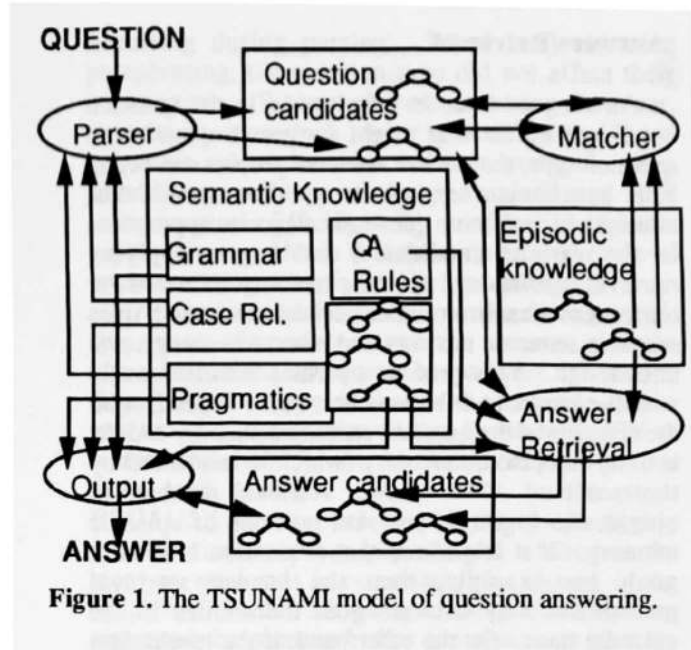 QUESTION
Question
candidates
Parser
Matcher
Semantic Knowledge
Grammar
QA
Rules
Case Rel.
Pragmatics
Episodic
knowledge
Answer
Retrieval
Output
Answer candidates
ANSWER
Figure 1. The TSUNAMI model of question answering.